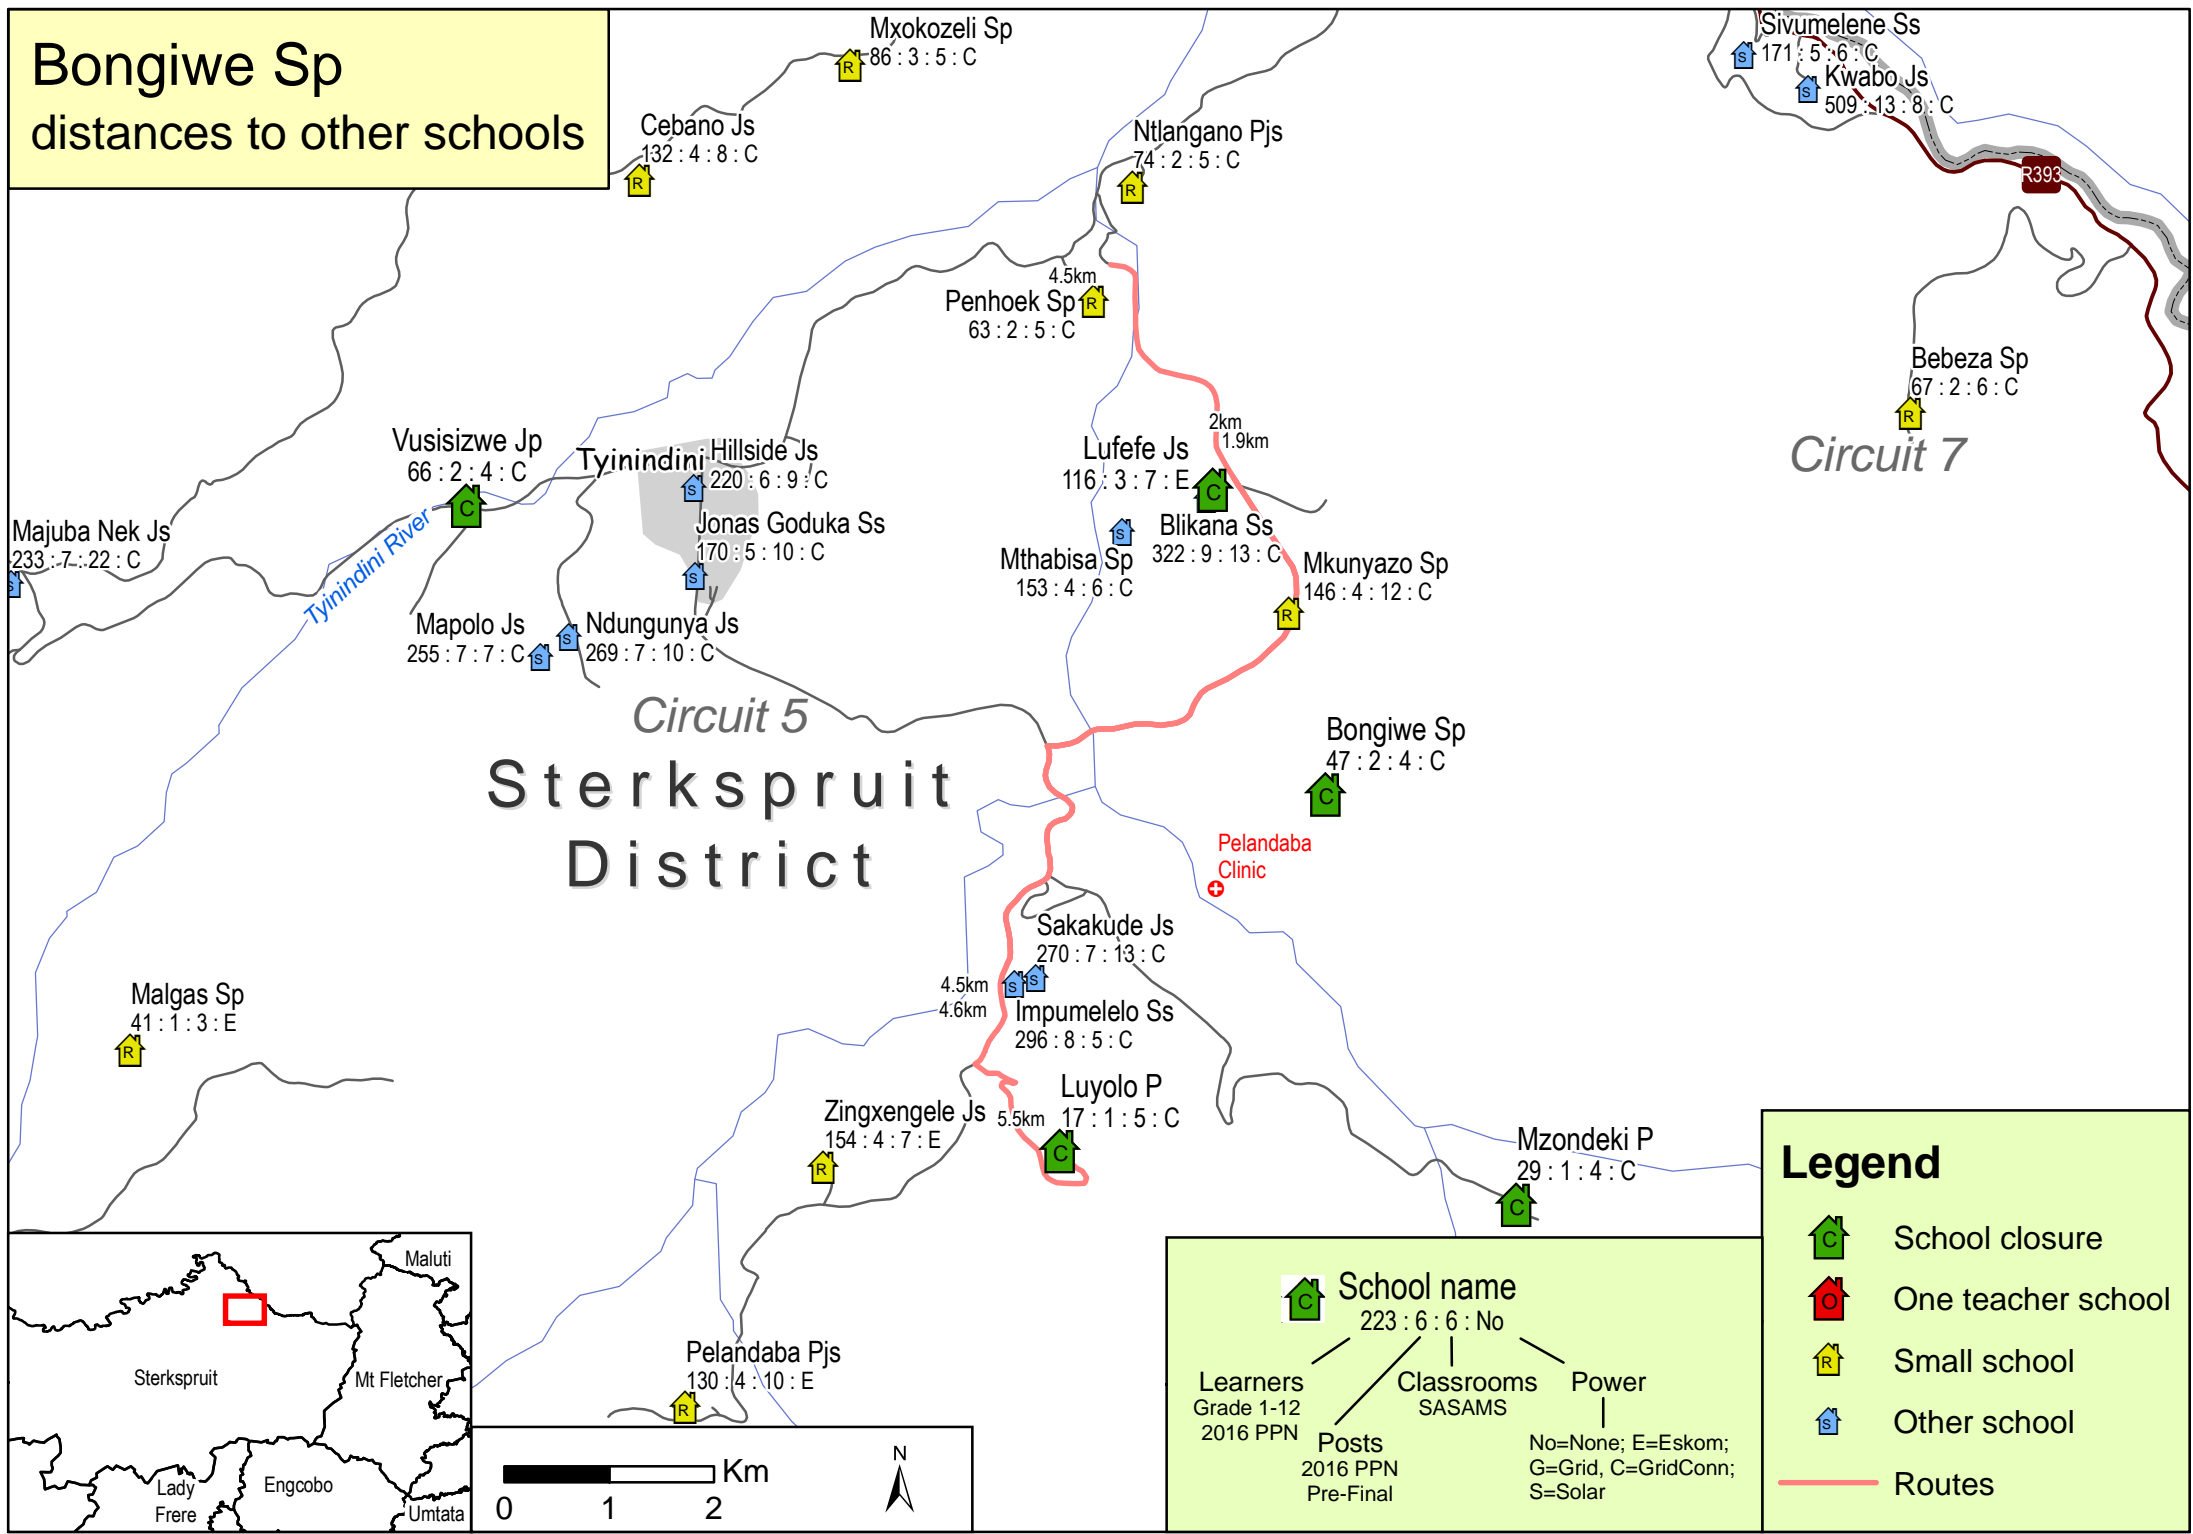 Bongiwe Sp
distances to other schools
Mxokozeli Sp
86 : 3 : 5 : C
Cebano Js
132 : 4 : 8 : C
Ntlangano Pjs
74 : 2 : 5 : C
Sivumelene Ss
171 : 5 : 6 : C
Kwabo Js
509 : 13 : 8 : C
R393
4.5km
Penhoek Sp
63 : 2 : 5 : C
Bebeza Sp
67 : 2 : 6 : C
Circuit 7
2km
1.9km
Lufefe Js
116 : 3 : 7 : E
Vusisizwe Jp
66 : 2 : 4 : C
Tyinindini
Hillside Js
220 : 6 : 9 : C
Jonas Goduka Ss
170 : 5 : 10 : C
Majuba Nek Js
233 : 7 : 22 : C
Tyinindini River
Blikana Ss
322 : 9 : 13 : C
Mthabisa Sp
153 : 4 : 6 : C
Mkunyazo Sp
146 : 4 : 12 : C
Mapolo Js
255 : 7 : 7 : C
Ndungunya Js
269 : 7 : 10 : C
Circuit 5
Sterkspruit
District
Bongiwe Sp
47 : 2 : 4 : C
Pelandaba
Clinic
Sakakude Js
270 : 7 : 13 : C
4.5km
4.6km
Impumelelo Ss
296 : 8 : 5 : C
Malgas Sp
41 : 1 : 3 : E
Luyolo P
17 : 1 : 5 : C
5.5km
Zingxengele Js
154 : 4 : 7 : E
Mzondeki P
29 : 1 : 4 : C
Pelandaba Pjs
130 : 4 : 10 : E
Maluti
Sterkspruit
Mt Fletcher
Lady
Frere
Engcobo
Umtata
Km
0 1 2
N
C School name
223 : 6 : 6 : No
Learners
Grade 1-12
2016 PPN
Posts
2016 PPN
Pre-Final
Classrooms
SASAMS
Power
No=None; E=Eskom;
G=Grid, C=GridConn;
S=Solar
Legend
C School closure
O One teacher school
R Small school
S Other school
Routes